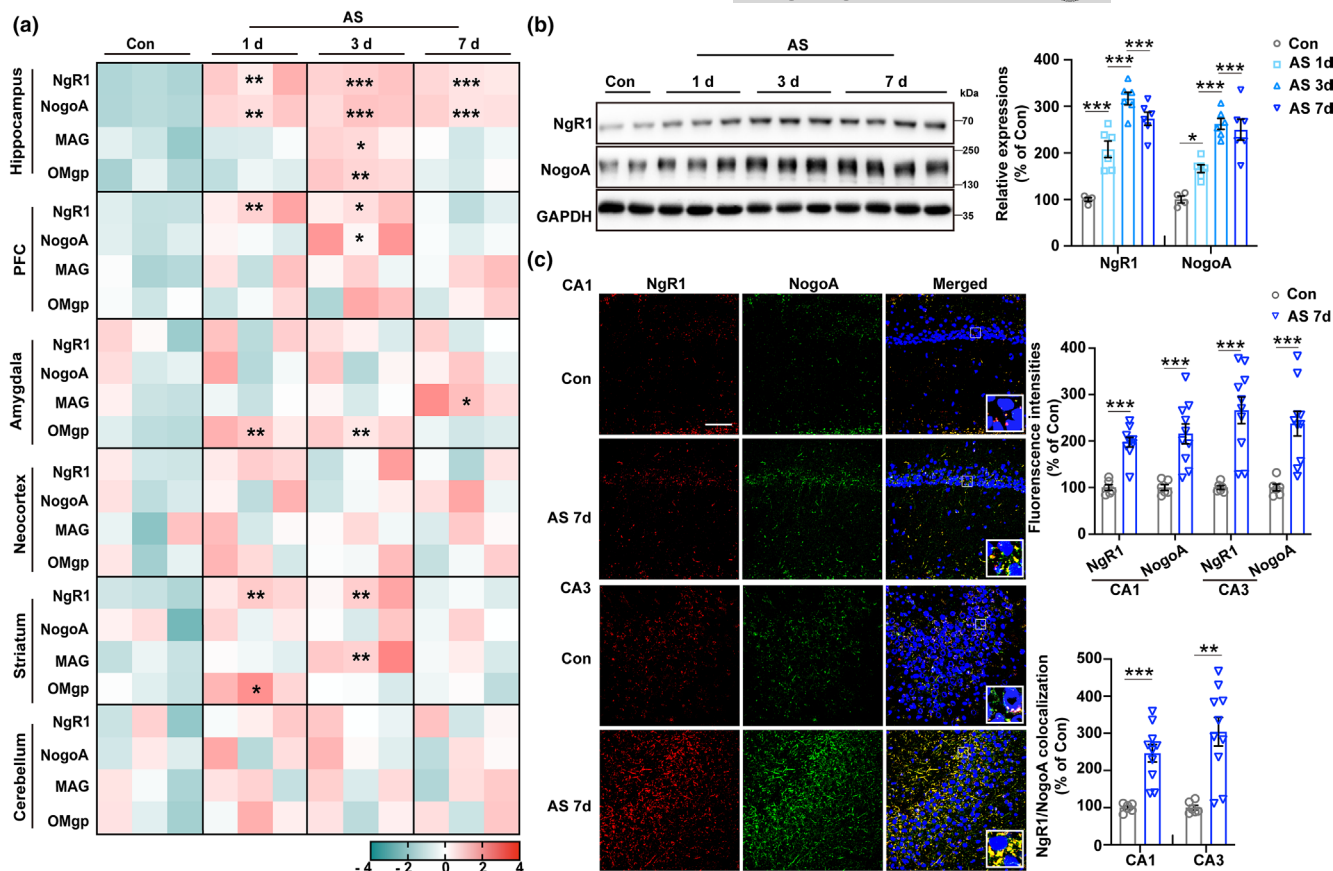 (a)
AS
Con 1 d 3 d 7 d
Hippocampus
NgR1 ** *** ***
NogoA ** *** ***
MAG *
OMgp **
PFC
NgR1 ** *
NogoA *
MAG
OMgp
Amygdala
NgR1
NogoA
MAG *
OMgp ** **
Neocortex
NgR1
NogoA
MAG
OMgp
Striatum
NgR1 ** **
NogoA
MAG **
OMgp *
Cerebellum
NgR1
NogoA
MAG
OMgp
- 4 - 2 0 2 4
(b)
AS
Con 1 d 3 d 7 d
kDa
NgR1 70
250
NogoA
130
GAPDH 35
Relative expressions
(% of Con)
400
300
200
100
0
*** *** ***
* *** ***
NgR1 NogoA
Con
AS 1d
AS 3d
AS 7d
(c)
CA1 NgR1 NogoA Merged
Con
AS 7d
CA3
Con
AS 7d
Con
AS 7d
Fluorescence intensities
(% of Con)
400
300
200
100
0
*** *** *** ***
NgR1 NogoA NgR1 NogoA
CA1 CA3
NgR1/NogoA colocalization
(% of Con)
500
400
300
200
100
0
*** **
CA1 CA3